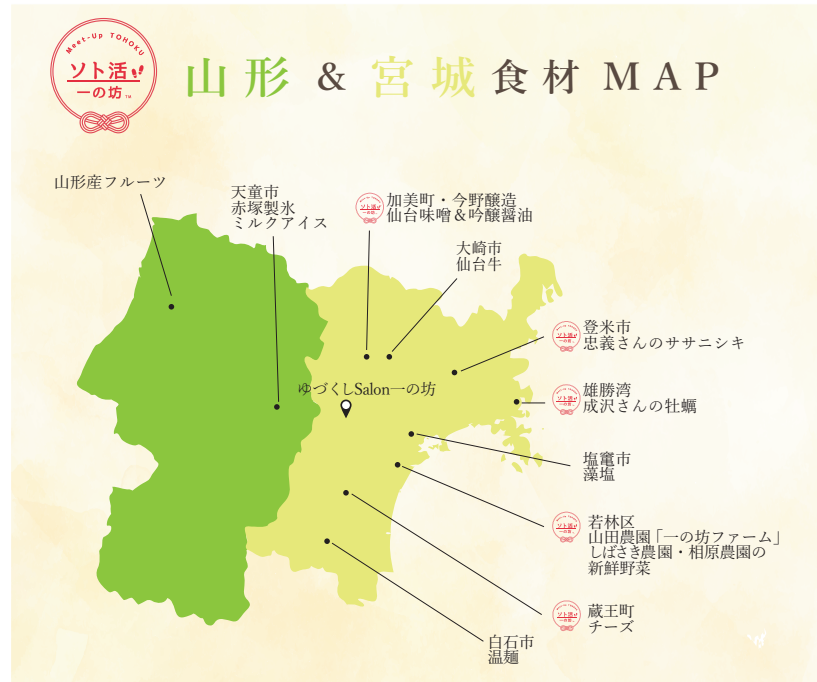 Meet-Up TOHOKU
ソト活
一の坊
TM
山形 & 宮城 食材 MAP
山形産フルーツ
天童市
赤塚製氷
ミルクアイス
加美町・今野醸造
仙台味噌＆吟醸醤油
大崎市
仙台牛
登米市
忠義さんのササニシキ
ゆづくしSalon一の坊
雄勝湾
成沢さんの牡蠣
塩竈市
藻塩
若林区
山田農園「一の坊ファーム」
しばさき農園・相原農園の
新鮮野菜
蔵王町
チーズ
白石市
温麺